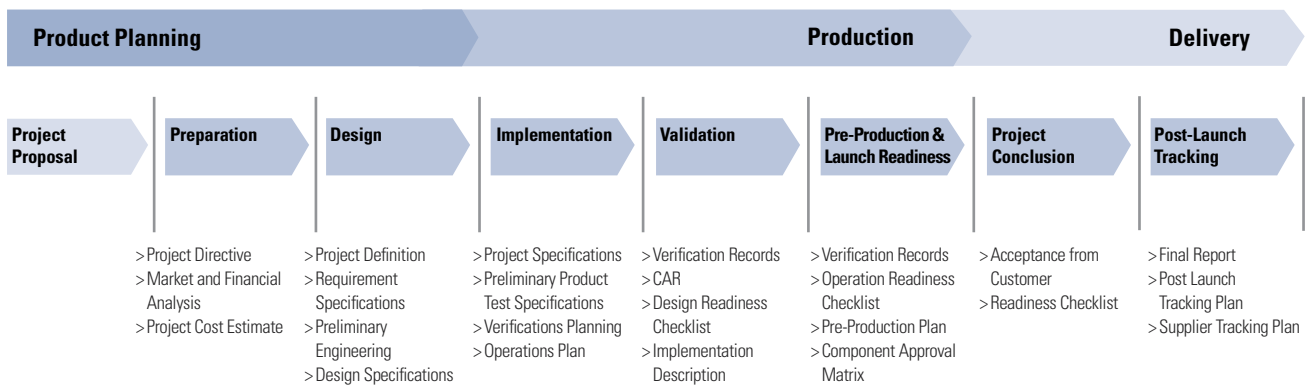 Product Planning
Production
Delivery
Project
Proposal
Preparation
Design
Implementation
Validation
Pre-Production &
Launch Readiness
Project
Conclusion
Post-Launch
Tracking
> Project Directive
> Market and Financial
Analysis
> Project Cost Estimate
> Project Definition
> Requirement
Specifications
> Preliminary
Engineering
> Design Specifications
> Project Specifications
> Preliminary Product
Test Specifications
> Verifications Planning
> Operations Plan
> Verification Records
> CAR
> Design Readiness
Checklist
> Implementation
Description
> Verification Records
> Operation Readiness
Checklist
> Pre-Production Plan
> Component Approval
Matrix
> Acceptance from
Customer
> Readiness Checklist
> Final Report
> Post Launch
Tracking Plan
> Supplier Tracking Plan